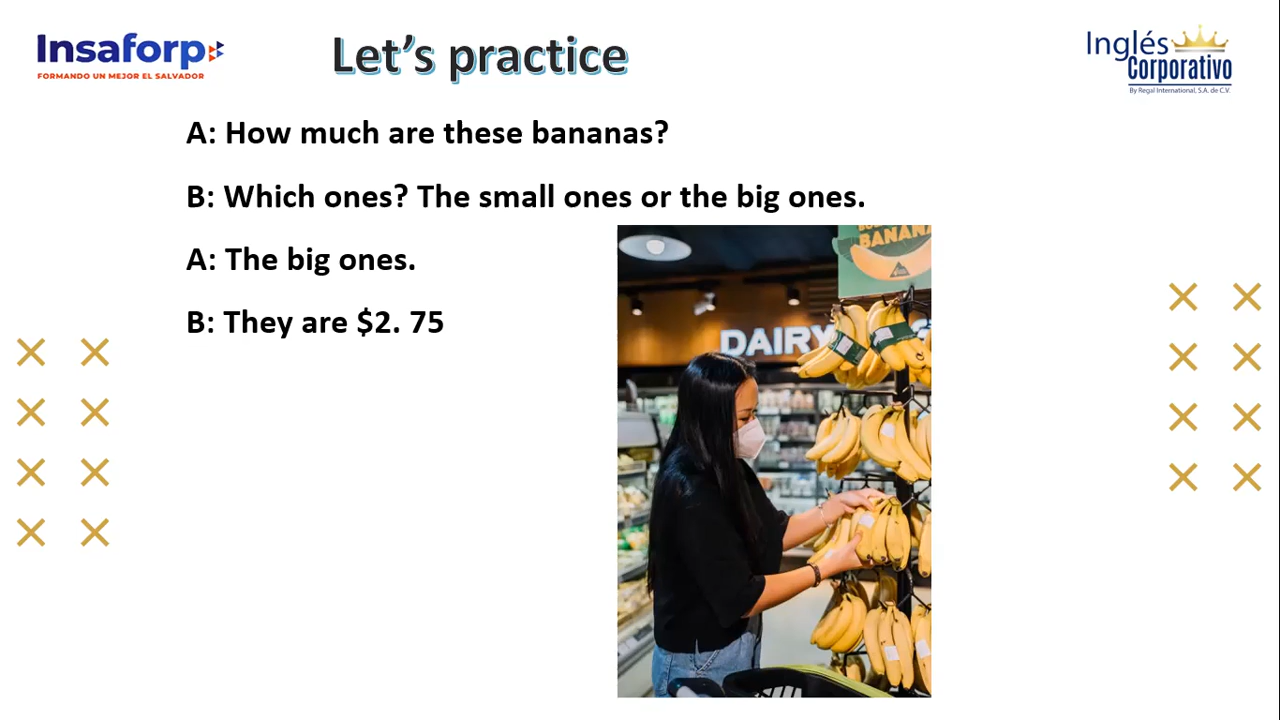 Insaforp
FORMANDO UN MEJOR EL SALVADOR
Let's practice
Inglés
Corporativo
By Regal International, S.A. de C.V.
A: How much are these bananas?
B: Which ones? The small ones or the big ones.
A: The big ones.
B: They are $2. 75
BANANA
DAIRY